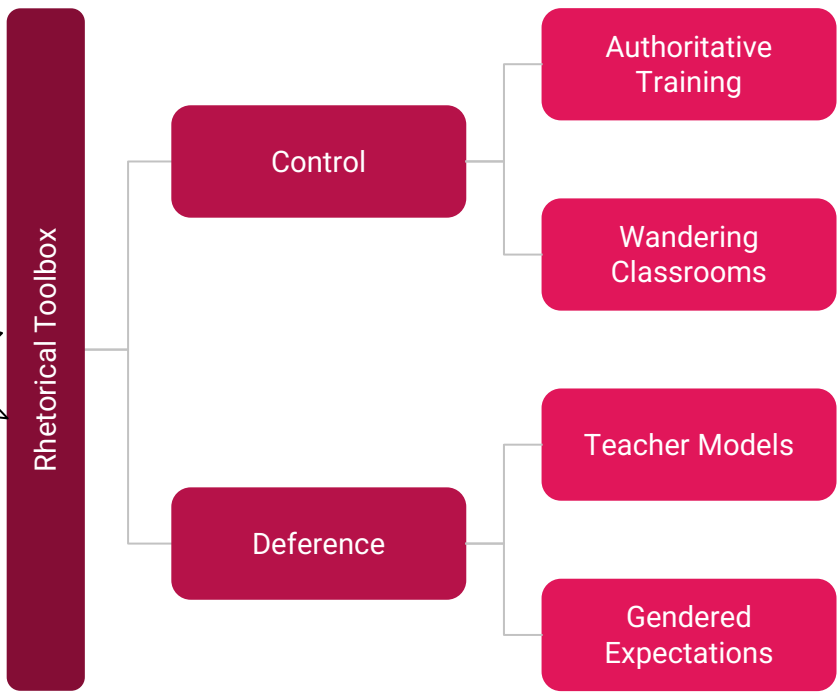 Rhetorical Toolbox
Control
Authoritative
Training
Wandering
Classrooms
Deference
Teacher Models
Gendered
Expectations